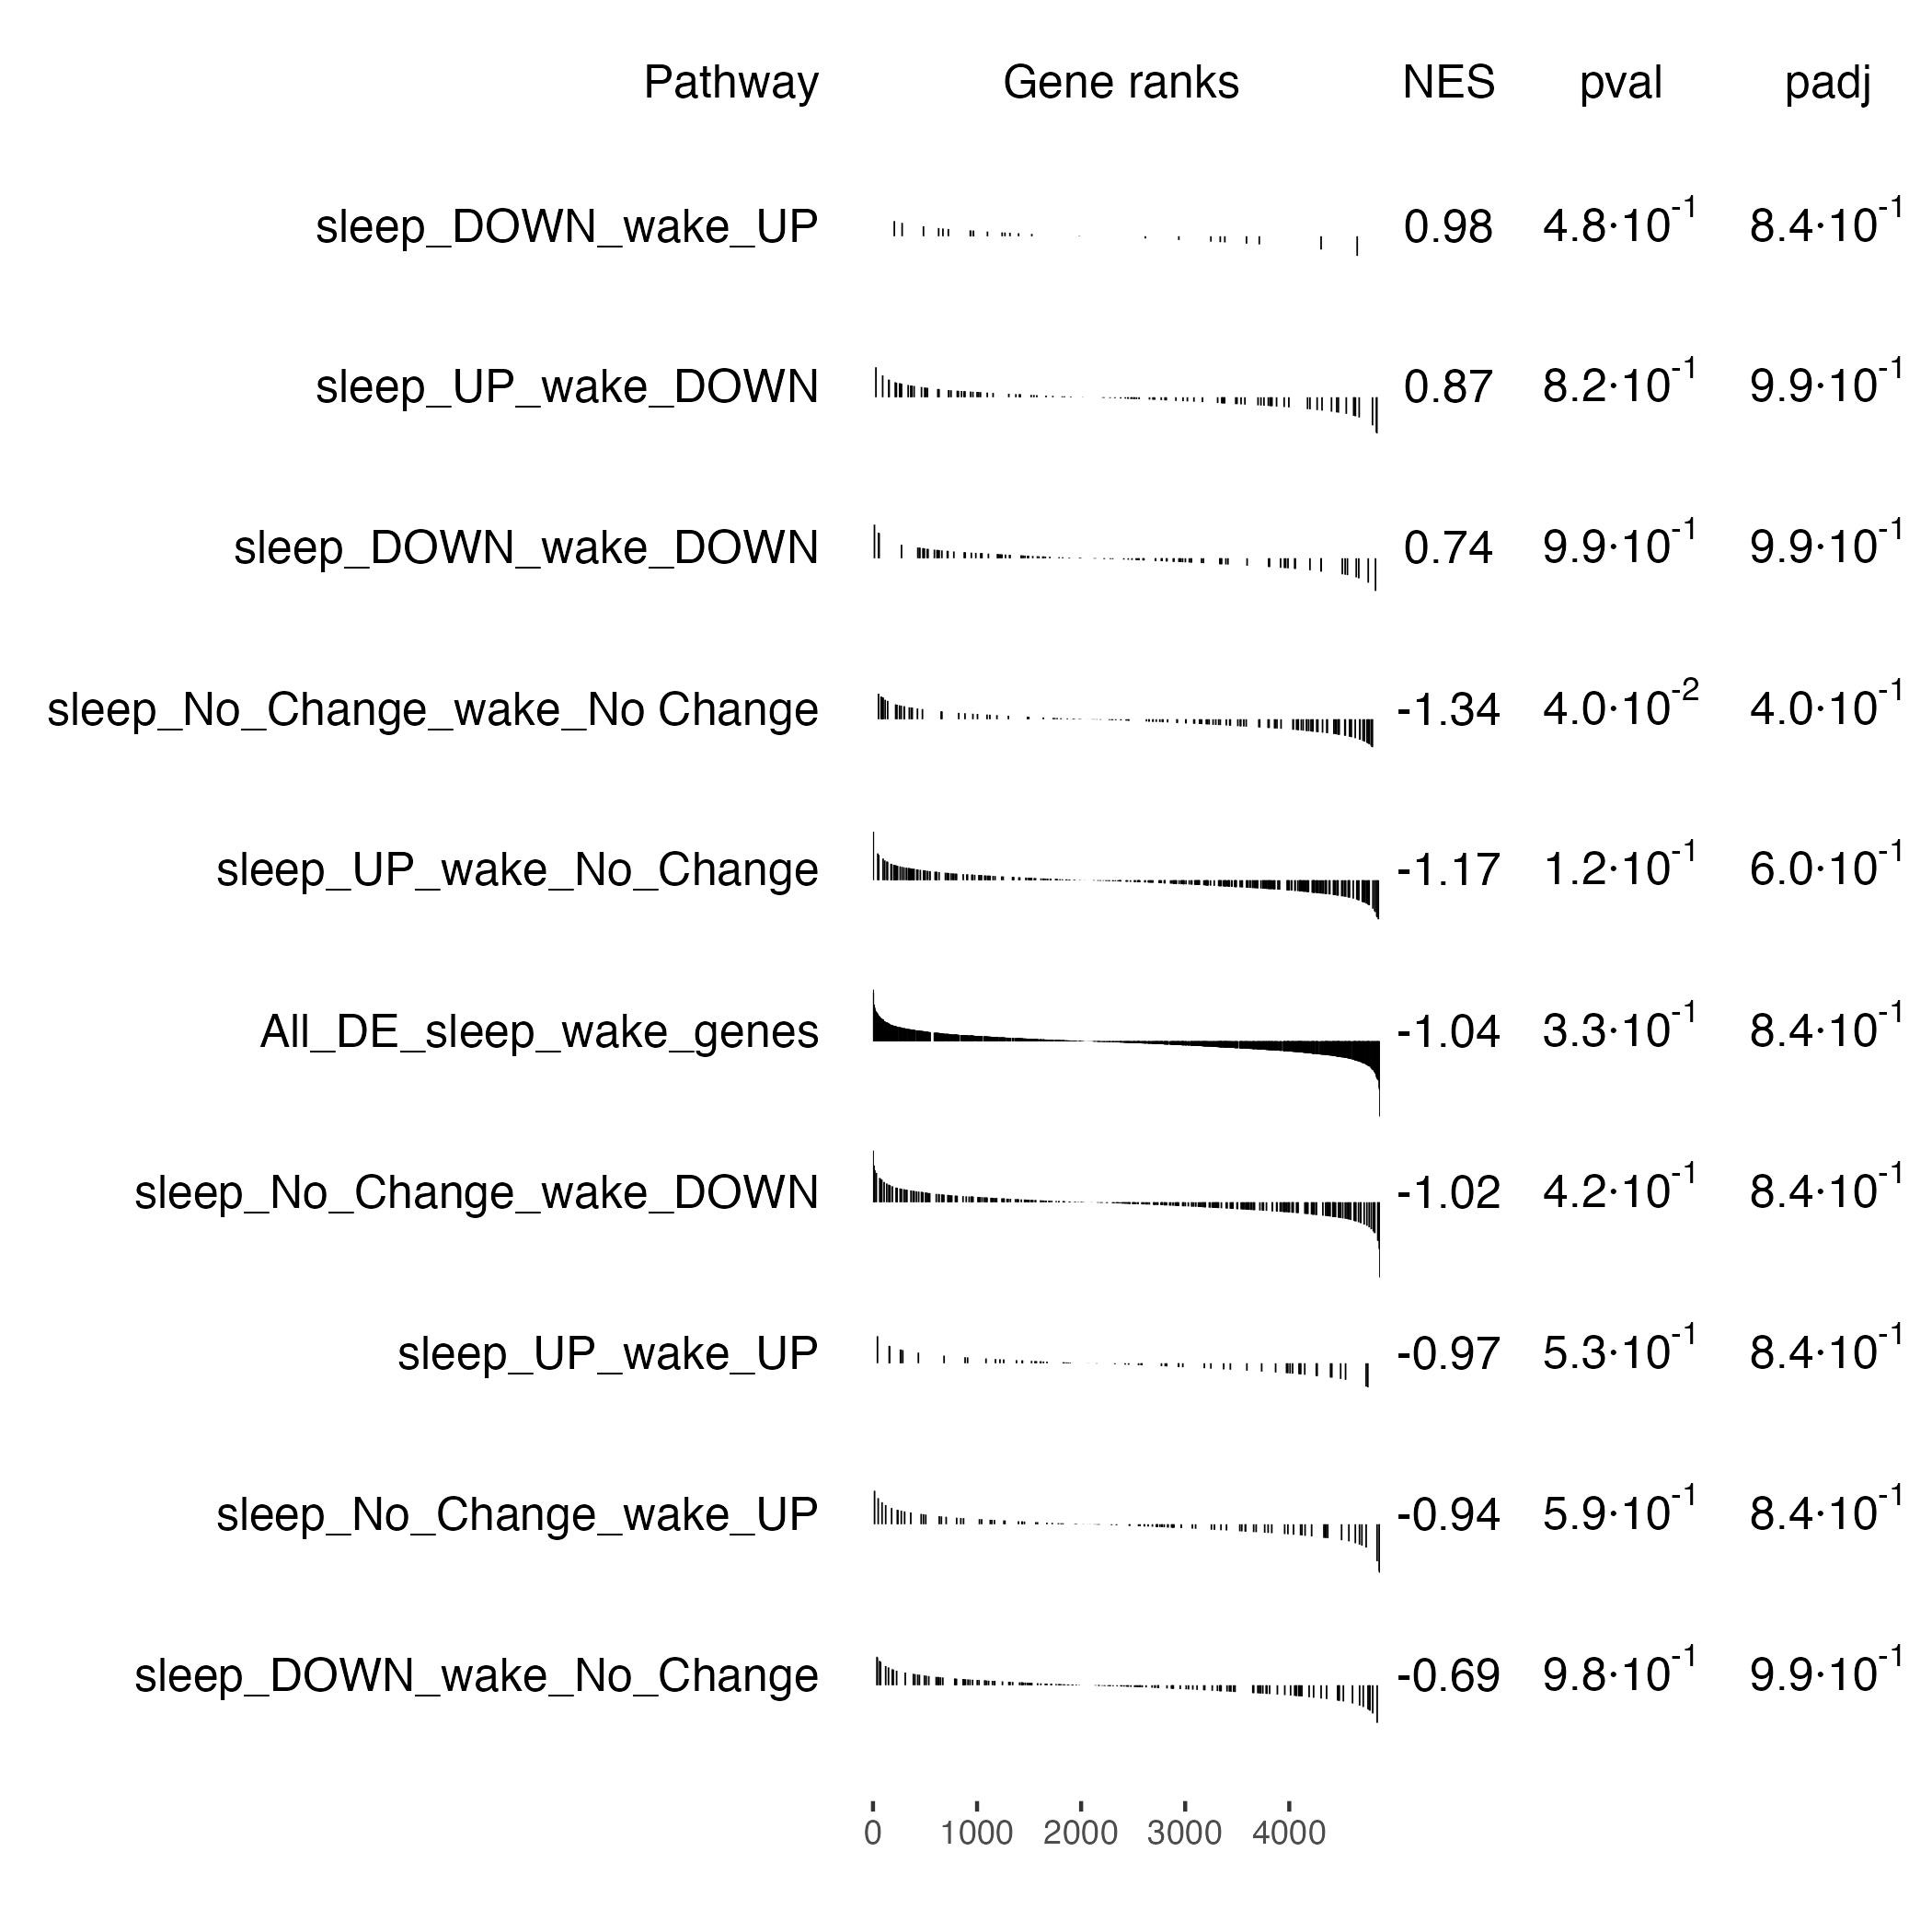 Pathway Gene ranks NES pval padj
sleep_DOWN_wake_UP 0.98 4.8·10⁻¹ 8.4·10⁻¹
sleep_UP_wake_DOWN 0.87 8.2·10⁻¹ 9.9·10⁻¹
sleep_DOWN_wake_DOWN 0.74 9.9·10⁻¹ 9.9·10⁻¹
sleep_No_Change_wake_No Change -1.34 4.0·10⁻² 4.0·10⁻¹
sleep_UP_wake_No_Change -1.17 1.2·10⁻¹ 6.0·10⁻¹
All_DE_sleep_wake_genes -1.04 3.3·10⁻¹ 8.4·10⁻¹
sleep_No_Change_wake_DOWN -1.02 4.2·10⁻¹ 8.4·10⁻¹
sleep_UP_wake_UP -0.97 5.3·10⁻¹ 8.4·10⁻¹
sleep_No_Change_wake_UP -0.94 5.9·10⁻¹ 8.4·10⁻¹
sleep_DOWN_wake_No_Change -0.69 9.8·10⁻¹ 9.9·10⁻¹
0 1000 2000 3000 4000